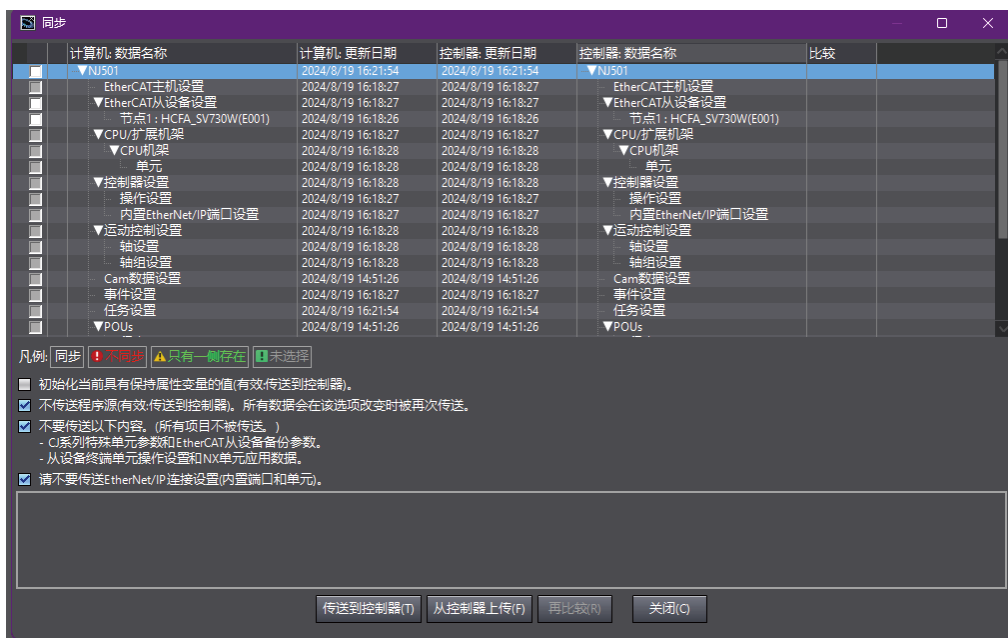 同步
计算机: 数据名称 计算机: 更新日期 控制器: 更新日期 控制器: 数据名称 比较
▼NJ501 2024/8/19 16:21:54 2024/8/19 16:21:54 ▼NJ501
EtherCAT主机设置 2024/8/19 16:18:27 2024/8/19 16:18:27 EtherCAT主机设置
▼EtherCAT从设备设置 2024/8/19 16:18:27 2024/8/19 16:18:27 ▼EtherCAT从设备设置
节点1 : HCFA_SV730W(E001) 2024/8/19 16:18:26 2024/8/19 16:18:26 节点1 : HCFA_SV730W(E001)
▼CPU/扩展机架 2024/8/19 16:18:27 2024/8/19 16:18:27 ▼CPU/扩展机架
▼CPU机架 2024/8/19 16:18:28 2024/8/19 16:18:28 ▼CPU机架
单元 2024/8/19 16:18:27 2024/8/19 16:18:27 单元
▼控制器设置 2024/8/19 16:18:28 2024/8/19 16:18:28 ▼控制器设置
操作设置 2024/8/19 16:18:27 2024/8/19 16:18:27 操作设置
内置EtherNet/IP端口设置 2024/8/19 16:18:27 2024/8/19 16:18:27 内置EtherNet/IP端口设置
▼运动控制设置 2024/8/19 16:18:28 2024/8/19 16:18:28 ▼运动控制设置
轴设置 2024/8/19 16:18:28 2024/8/19 16:18:28 轴设置
轴组设置 2024/8/19 16:18:28 2024/8/19 16:18:28 轴组设置
Cam数据设置 2024/8/19 14:51:26 2024/8/19 14:51:26 Cam数据设置
事件设置 2024/8/19 16:18:27 2024/8/19 16:18:27 事件设置
任务设置 2024/8/19 16:21:54 2024/8/19 16:21:54 任务设置
▼POUs 2024/8/19 14:51:26 2024/8/19 14:51:26 ▼POUs
凡例: 同步 不同步 只有一侧存在 未选择
初始化当前具有保持属性变量的值(有效:传送到控制器)。
不传送程序源(有效:传送到控制器)。所有数据会在该选项改变时被再次传送。
不要传送以下内容。(所有项目不被传送。)
- CJ系列特殊单元参数和EtherCAT从设备备份参数。
- 从设备终端单元操作设置和NX单元应用数据。
请不要传送EtherNet/IP连接设置(内置端口和单元)。
传送到控制器(T) 从控制器上传(F) 再比较(R) 关闭(C)